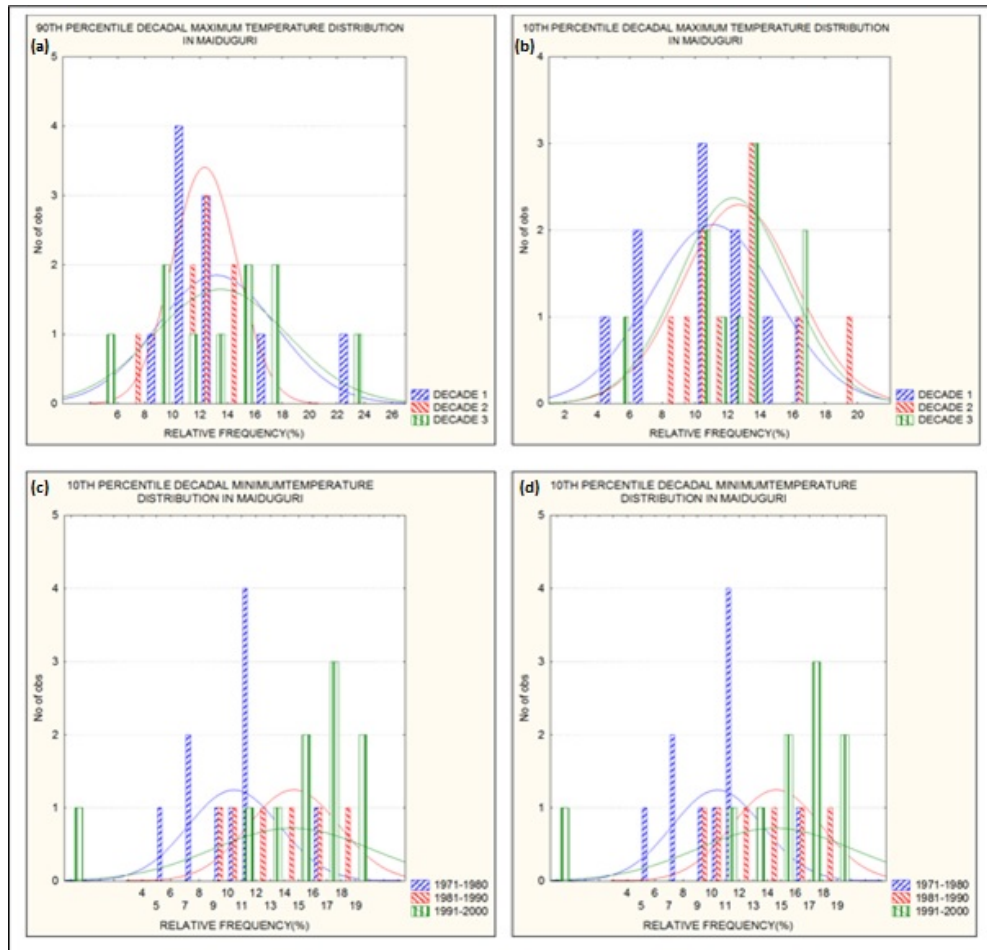 90TH PERCENTILE DECADAL MAXIMUM TEMPERATURE DISTRIBUTION
IN MAIDUGURI
(a)
5
4
3
2
1
0
No of obs
6 8 10 12 14 16 18 20 22 24 26
RELATIVE FREQUENCY(%)
DECADE 1
DECADE 2
DECADE 3
10TH PERCENTILE DECADAL MAXIMUM TEMPERATURE DISTRIBUTION
IN MAIDUGURI
(b)
4
3
2
1
0
No of obs
2 4 6 8 10 12 14 16 18 20
RELATIVE FREQUENCY(%)
DECADE 1
DECADE 2
DECADE 3
(c)
10TH PERCENTILE DECADAL MINIMUMTEMPERATURE
DISTRIBUTION IN MAIDUGURI
5
4
3
2
1
0
No of obs
4 7 8 10 12 14 16 18
5 7 9 11 13 15 17 19
RELATIVE FREQUENCY(%)
1971-1980
1981-1990
1991-2000
(d)
10TH PERCENTILE DECADAL MINIMUMTEMPERATURE
DISTRIBUTION IN MAIDUGURI
5
4
3
2
1
0
No of obs
4 5 7 9 10 11 12 13 14 15 16 17 18 19
RELATIVE FREQUENCY(%)
1971-1980
1981-1990
1991-2000